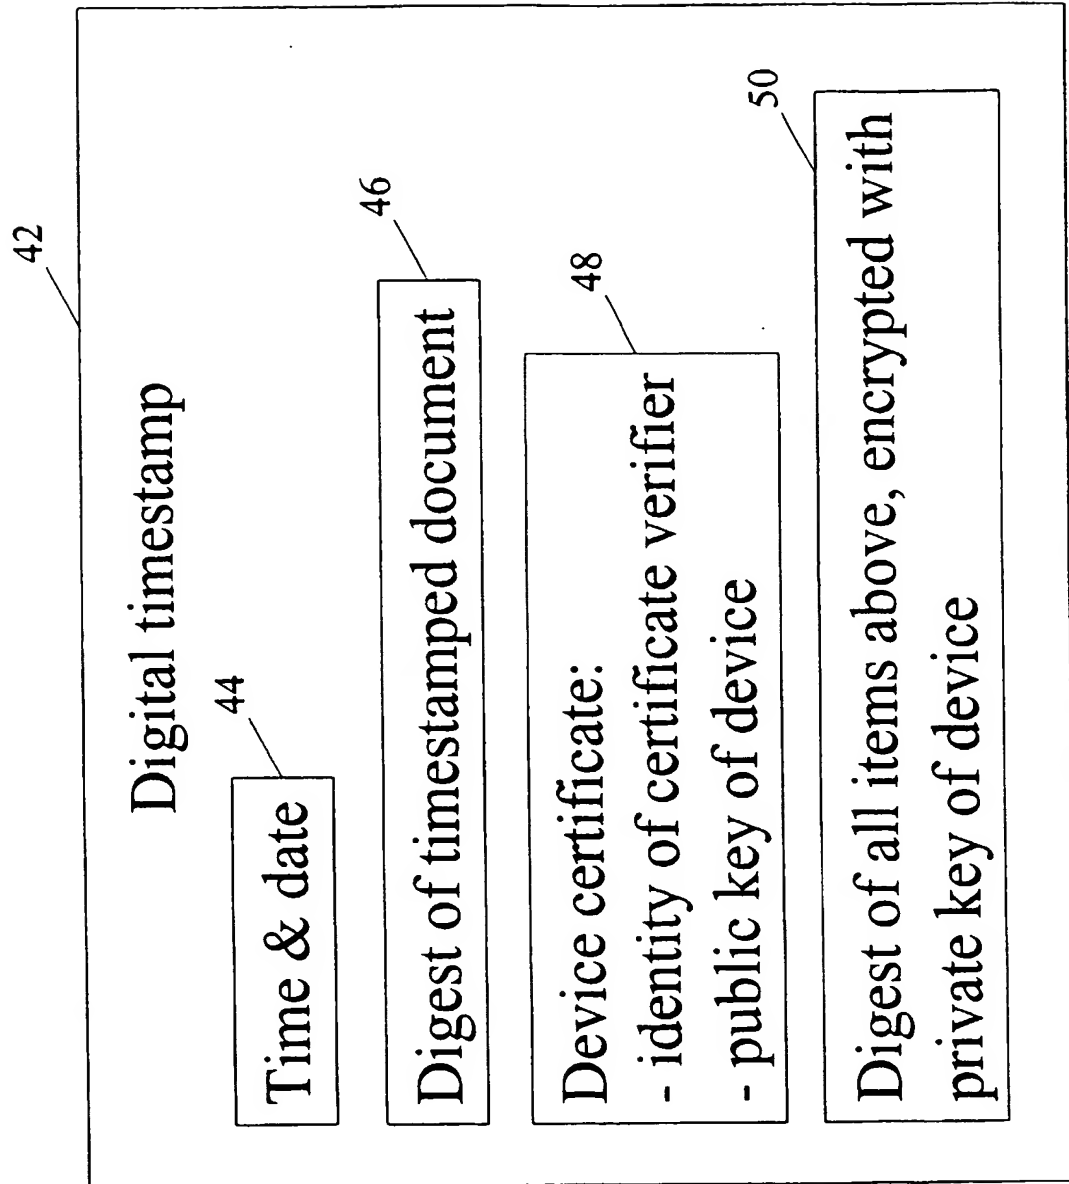 42
Digital timestamp
44
Time & date
46
Digest of timestamped document
48
Device certificate:
- identity of certificate verifier
- public key of device
50
Digest of all items above, encrypted with
private key of device